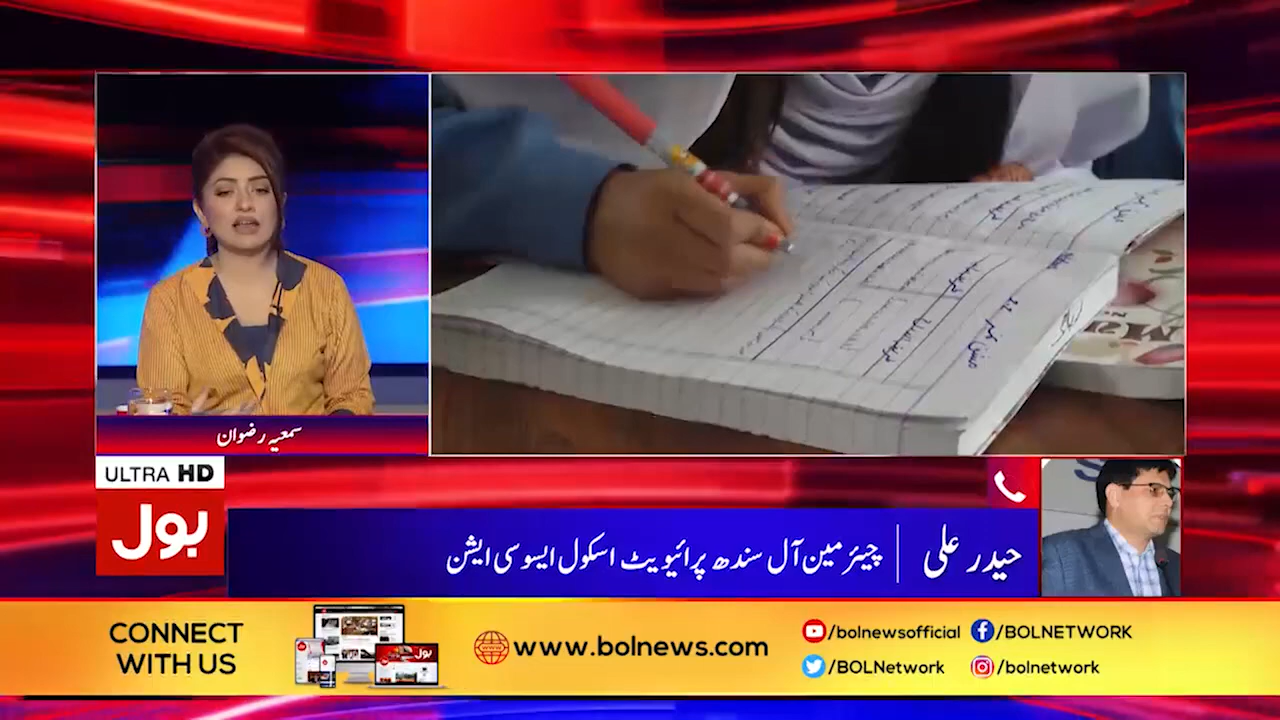 سمعیہ رضوان
ULTRA HD
بول
حیدر علی
چیئرمین آل سندھ پرائیویٹ اسکول ایسوسی ایشن
CONNECT
WITH US
بول
www.bolnews.com
/bolnewsofficial
/BOLNETWORK
/BOLNetwork
/bolnetwork